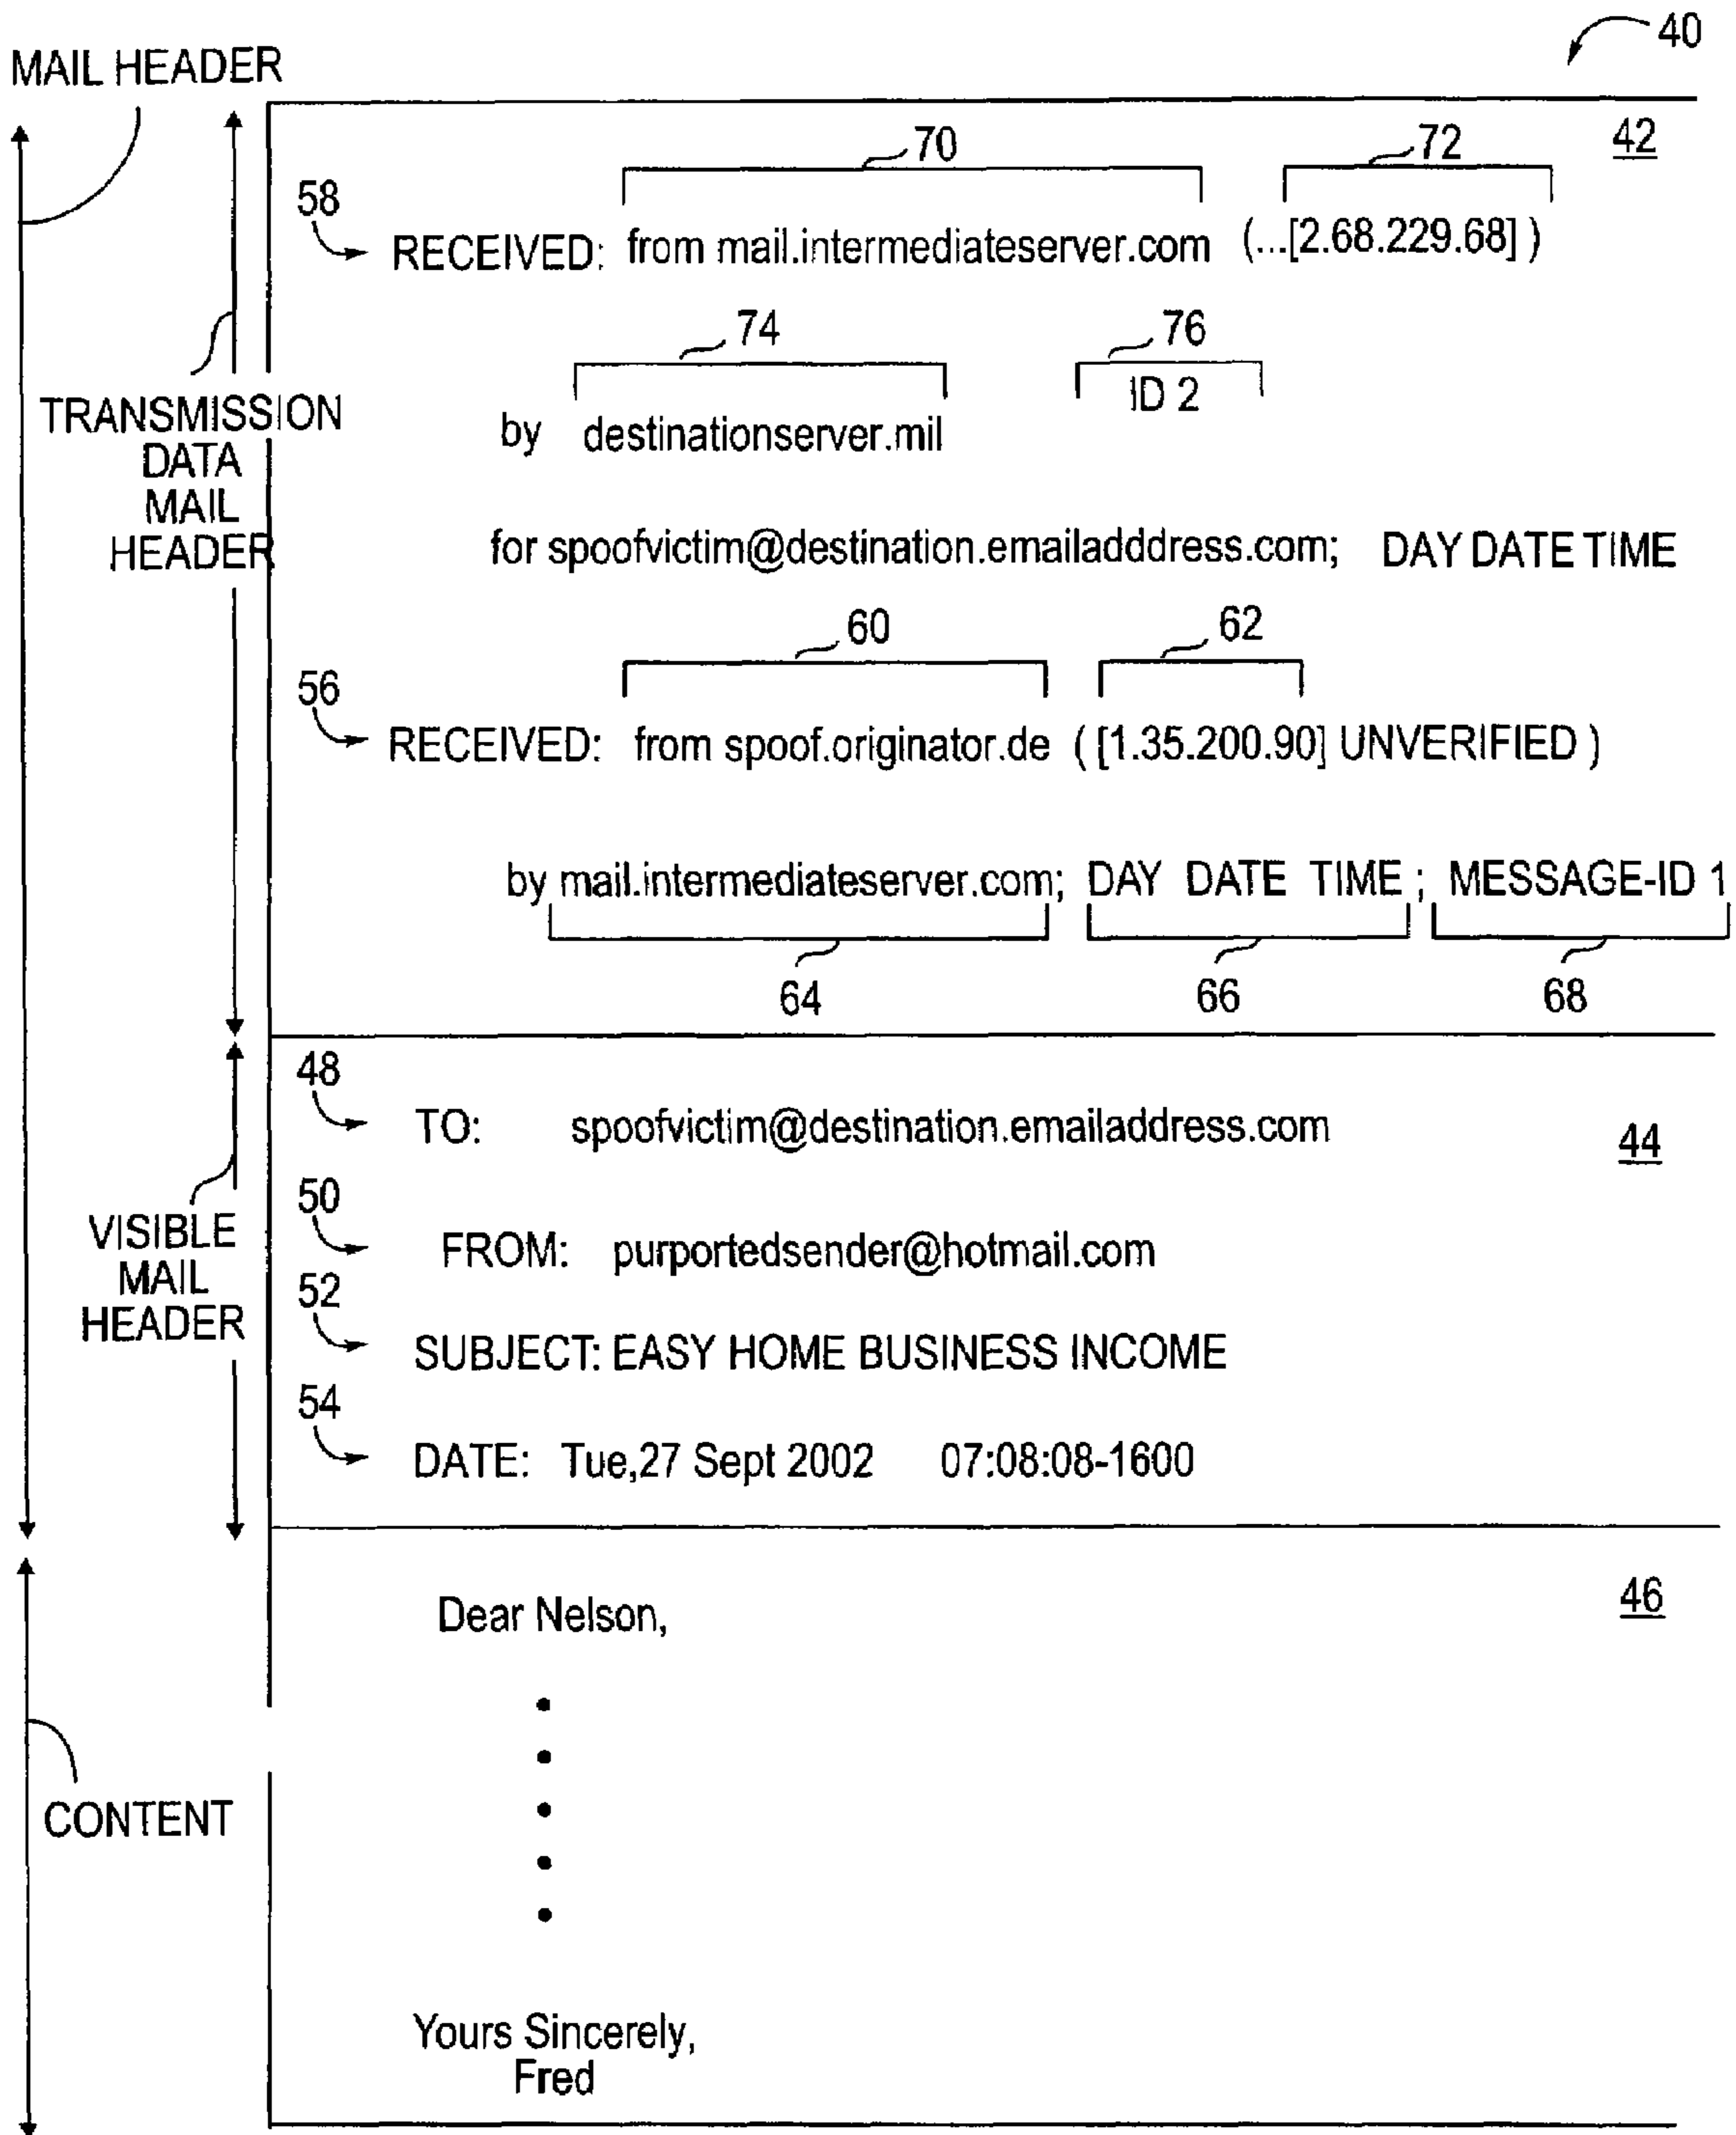 40
MAIL HEADER
42
70
72
58
RECEIVED: from mail.intermediateserver.com (...[2.68.229.68] )
74
76
ID 2
by destinationserver.mil
TRANSMISSION
DATA
MAIL
HEADER
for spoofvictim@destination.emailadddress.com; DAY DATE TIME
60
62
56
RECEIVED: from spoof.originator.de ( [1.35.200.90] UNVERIFIED )
by mail.intermediateserver.com; DAY DATE TIME ; MESSAGE-ID 1
64
66
68
48
TO: spoofvictim@destination.emailaddress.com
44
50
FROM: purportedsender@hotmail.com
VISIBLE
MAIL
HEADER
52
SUBJECT: EASY HOME BUSINESS INCOME
54
DATE: Tue,27 Sept 2002 07:08:08-1600
46
Dear Nelson,
CONTENT
Yours Sincerely,
Fred